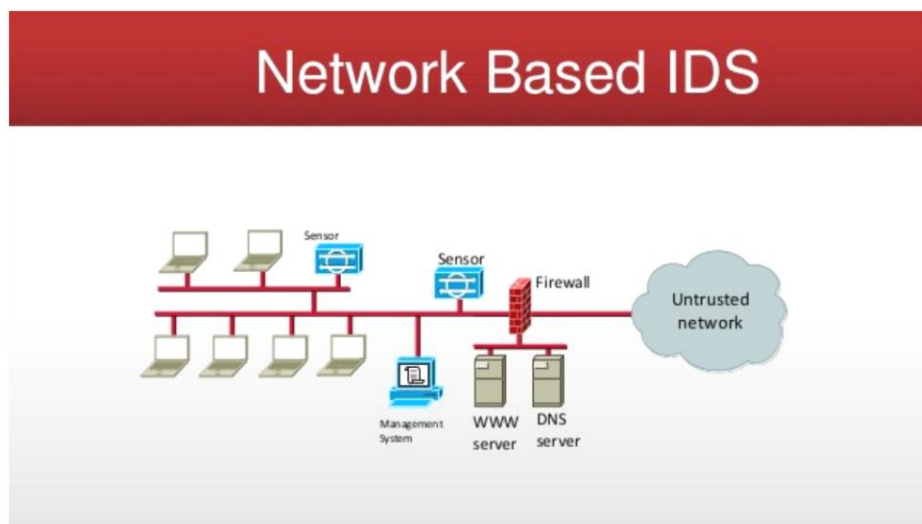 Network Based IDS
Sensor
Sensor
Firewall
Untrusted
network
Management
System
WWW
server
DNS
server